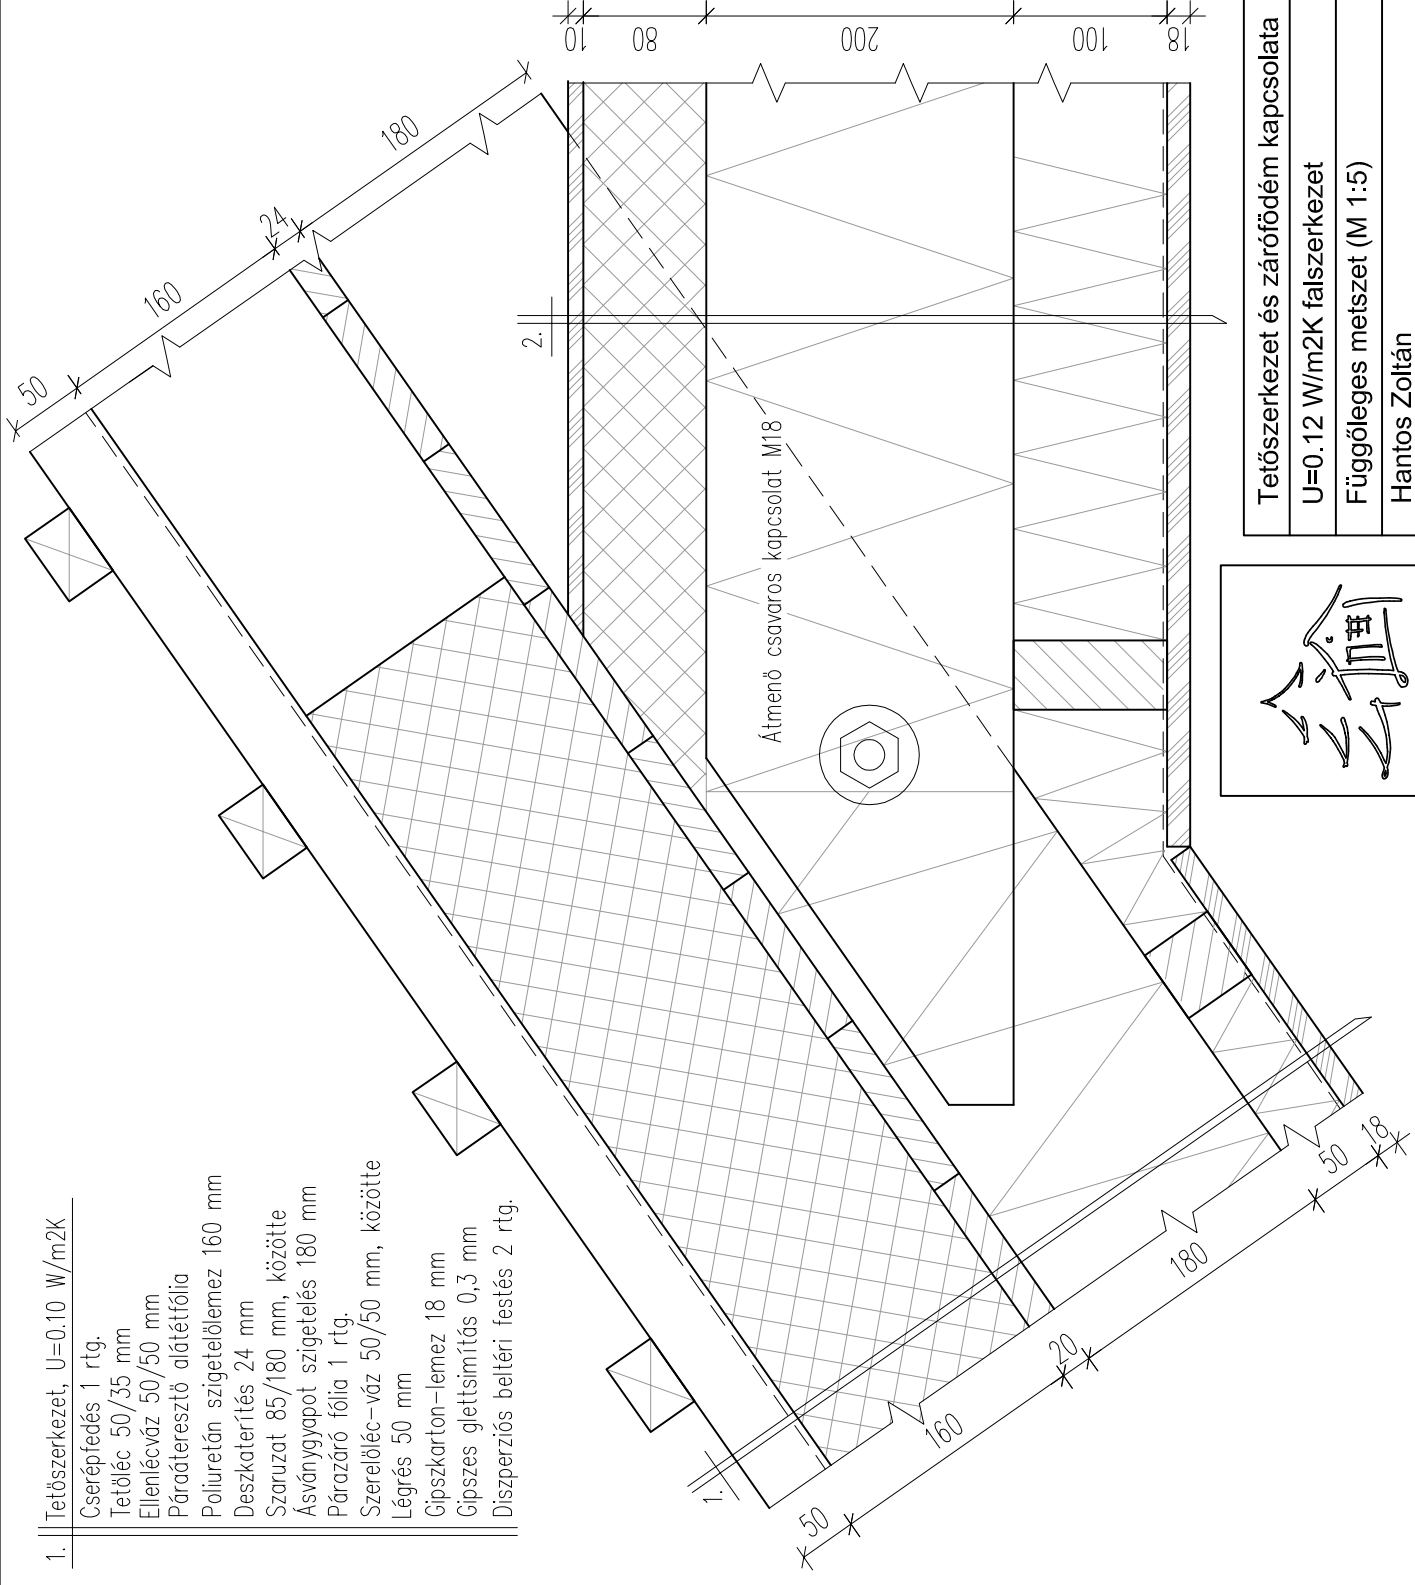 1. Tetőszerkezet, U=0.10 W/m2K
Cserépfedés 1 rtg.
Tetőléc 50/35 mm
Ellenlécváz 50/50 mm
Páraáteresztő alátétfólia
Poliuretán szigetelőlemez 160 mm
Deszkaterítés 24 mm
Szaruzat 85/180 mm, közötte
Ásványgyapot szigetelés 180 mm
Párazáró fólia 1 rtg.
Szerelőléc-váz 50/50 mm, közötte
Légrés 50 mm
Gipszkarton-lemez 18 mm
Gipszes glettsimítás 0,3 mm
Diszperziós beltéri festés 2 rtg.
50
160
24
180
10
80
200
100
18
2.
Átmenő csavaros kapcsolat M18
1.
50
160
20
180
50
18
Tetőszerkezet és zárófödém kapcsolata
U=0.12 W/m2K falszerkezet
Függőleges metszet (M 1:5)
Hantos Zoltán